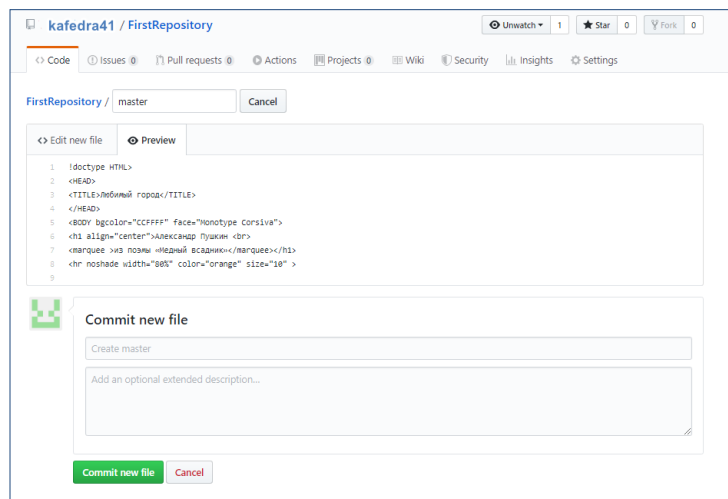 kafedra41 / FirstRepository Unwatch 1 Star 0 Fork 0
Code Issues 0 Pull requests 0 Actions Projects 0 Wiki Security Insights Settings
FirstRepository / master Cancel
<> Edit new file Preview
1 !doctype HTML>
2 <HEAD>
3 <TITLE>Любимый город</TITLE>
4 </HEAD>
5 <BODY bgcolor="CCFFFF" face="Monotype Corsiva">
6 <h1 align="center">Александр Пушкин <br>
7 <marquee >из поэмы «Медный всадник»</marquee></h1>
8 <hr noshade width="80%" color="orange" size="10" >
9
Commit new file
Create master
Add an optional extended description...
Commit new file Cancel